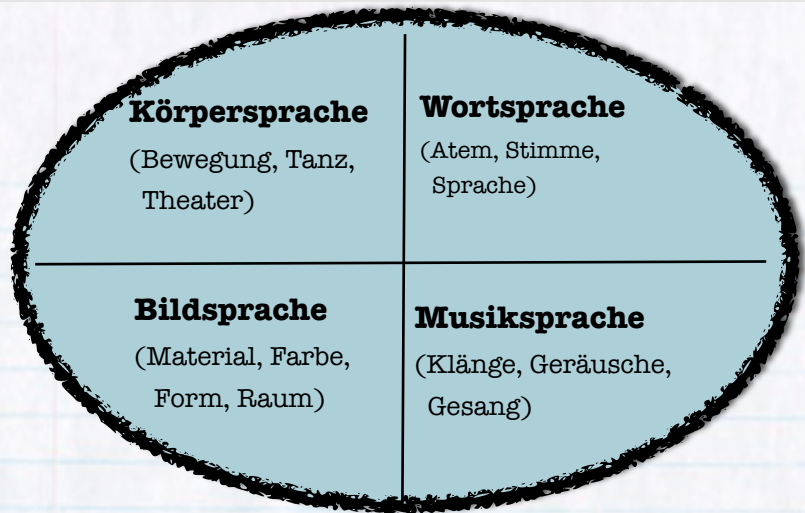 Körpersprache
(Bewegung, Tanz,
Theater)
Wortsprache
(Atem, Stimme,
Sprache)
Bildsprache
(Material, Farbe,
Form, Raum)
Musiksprache
(Klänge, Geräusche,
Gesang)